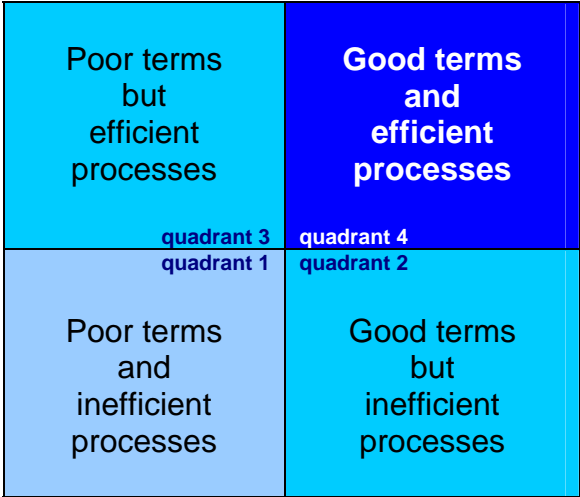 Poor terms
but
efficient
processes
quadrant 3
Good terms
and
efficient
processes
quadrant 4
quadrant 1
Poor terms
and
inefficient
processes
quadrant 2
Good terms
but
inefficient
processes